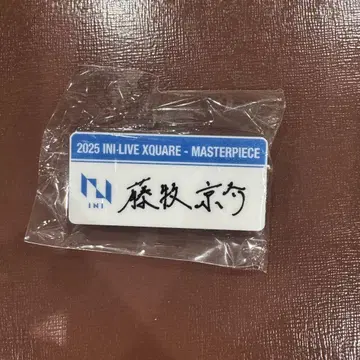 2025 INI-LIVE XQUARE - MASTERPIECE
INI
藤牧 京介